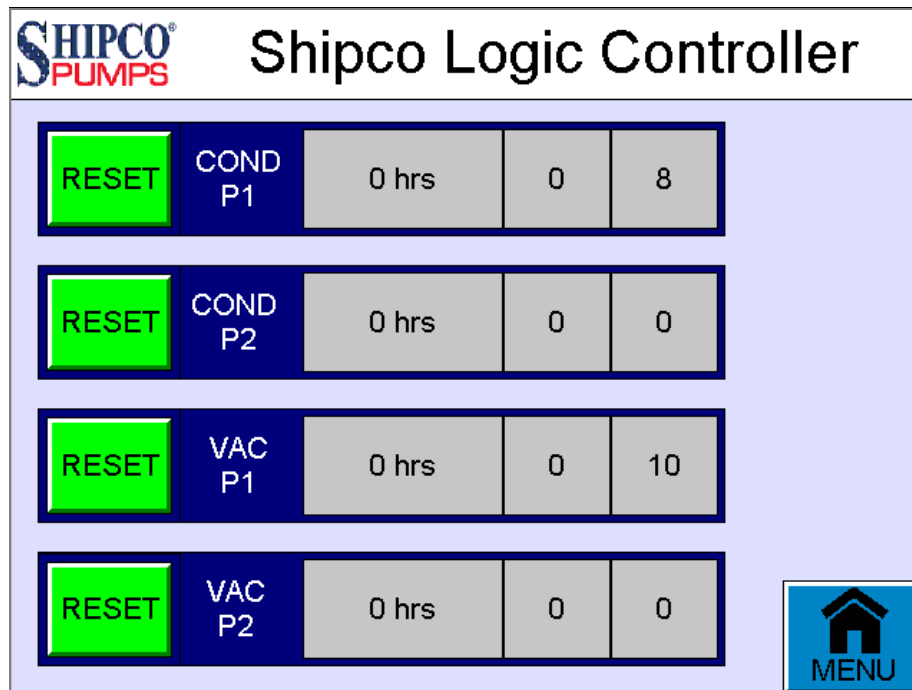 SHIPCO®
PUMPS
Shipco Logic Controller
RESET
COND
P1
0 hrs
0
8
RESET
COND
P2
0 hrs
0
0
RESET
VAC
P1
0 hrs
0
10
RESET
VAC
P2
0 hrs
0
0
MENU